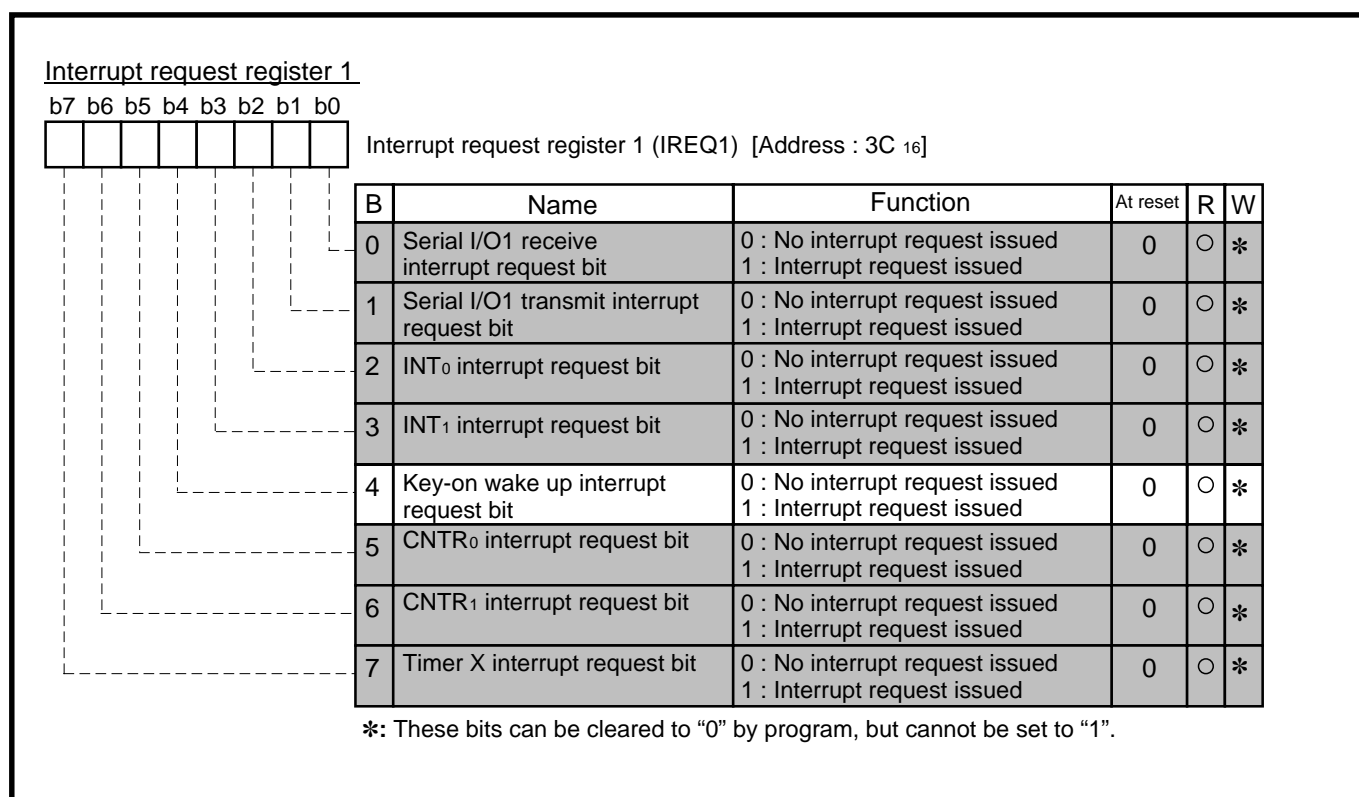 Interrupt request register 1
b7 b6 b5 b4 b3 b2 b1 b0
Interrupt request register 1 (IREQ1) [Address : 3C 16]
B Name Function At reset R W
0 Serial I/O1 receive interrupt request bit 0 : No interrupt request issued 0 ○ ✻
1 : Interrupt request issued
1 Serial I/O1 transmit interrupt request bit 0 : No interrupt request issued 0 ○ ✻
1 : Interrupt request issued
2 INT0 interrupt request bit 0 : No interrupt request issued 0 ○ ✻
1 : Interrupt request issued
3 INT1 interrupt request bit 0 : No interrupt request issued 0 ○ ✻
1 : Interrupt request issued
4 Key-on wake up interrupt request bit 0 : No interrupt request issued 0 ○ ✻
1 : Interrupt request issued
5 CNTR0 interrupt request bit 0 : No interrupt request issued 0 ○ ✻
1 : Interrupt request issued
6 CNTR1 interrupt request bit 0 : No interrupt request issued 0 ○ ✻
1 : Interrupt request issued
7 Timer X interrupt request bit 0 : No interrupt request issued 0 ○ ✻
1 : Interrupt request issued
✻: These bits can be cleared to “0” by program, but cannot be set to “1”.